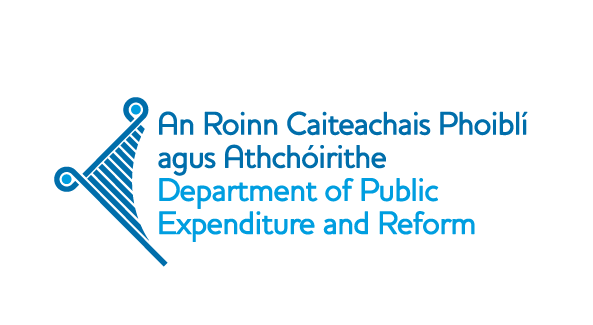 An Roinn Caiteachais Phoiblí
agus Athchóirithe
Department of Public
Expenditure and Reform